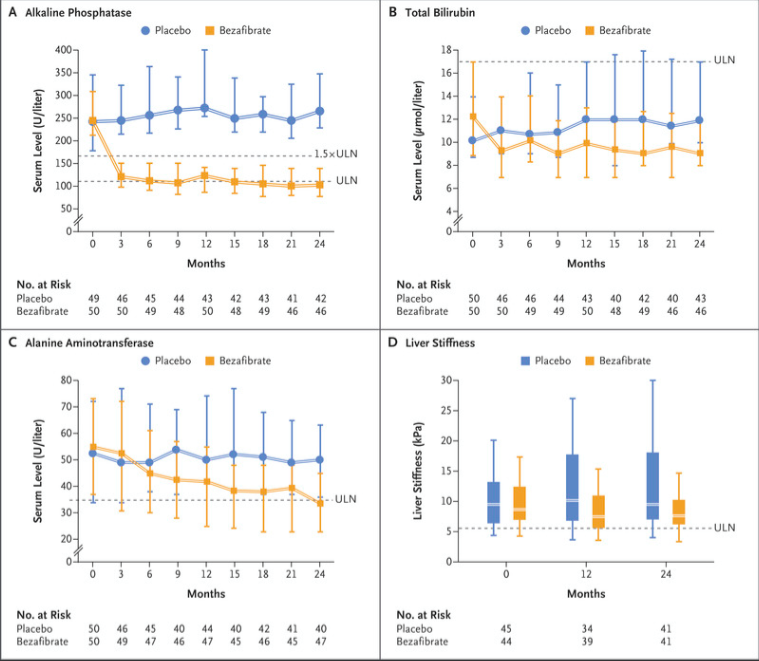 A Alkaline Phosphatase
Placebo Bezafibrate
Serum Level (U/liter)
400
350
300
250
200
150
100
50
0
1.5×ULN
ULN
0 3 6 9 12 15 18 21 24
Months
No. at Risk
Placebo 49 46 45 44 43 42 43 41 42
Bezafibrate 50 50 49 48 50 48 49 46 46
B Total Bilirubin
Placebo Bezafibrate
Serum Level (µmol/liter)
18
16
14
12
10
8
6
4
0
ULN
0 3 6 9 12 15 18 21 24
Months
No. at Risk
Placebo 50 46 46 44 43 40 42 40 43
Bezafibrate 50 50 49 49 50 48 49 46 46
C Alanine Aminotransferase
Placebo Bezafibrate
Serum Level (U/liter)
80
70
60
50
40
30
20
0
ULN
0 3 6 9 12 15 18 21 24
Months
No. at Risk
Placebo 50 46 45 40 44 40 42 41 40
Bezafibrate 50 49 47 46 47 45 46 45 47
D Liver Stiffness
Placebo Bezafibrate
Liver Stiffness (kPa)
30
25
20
15
10
5
0
ULN
0 12 24
Months
No. at Risk
Placebo 45 34 41
Bezafibrate 44 39 41